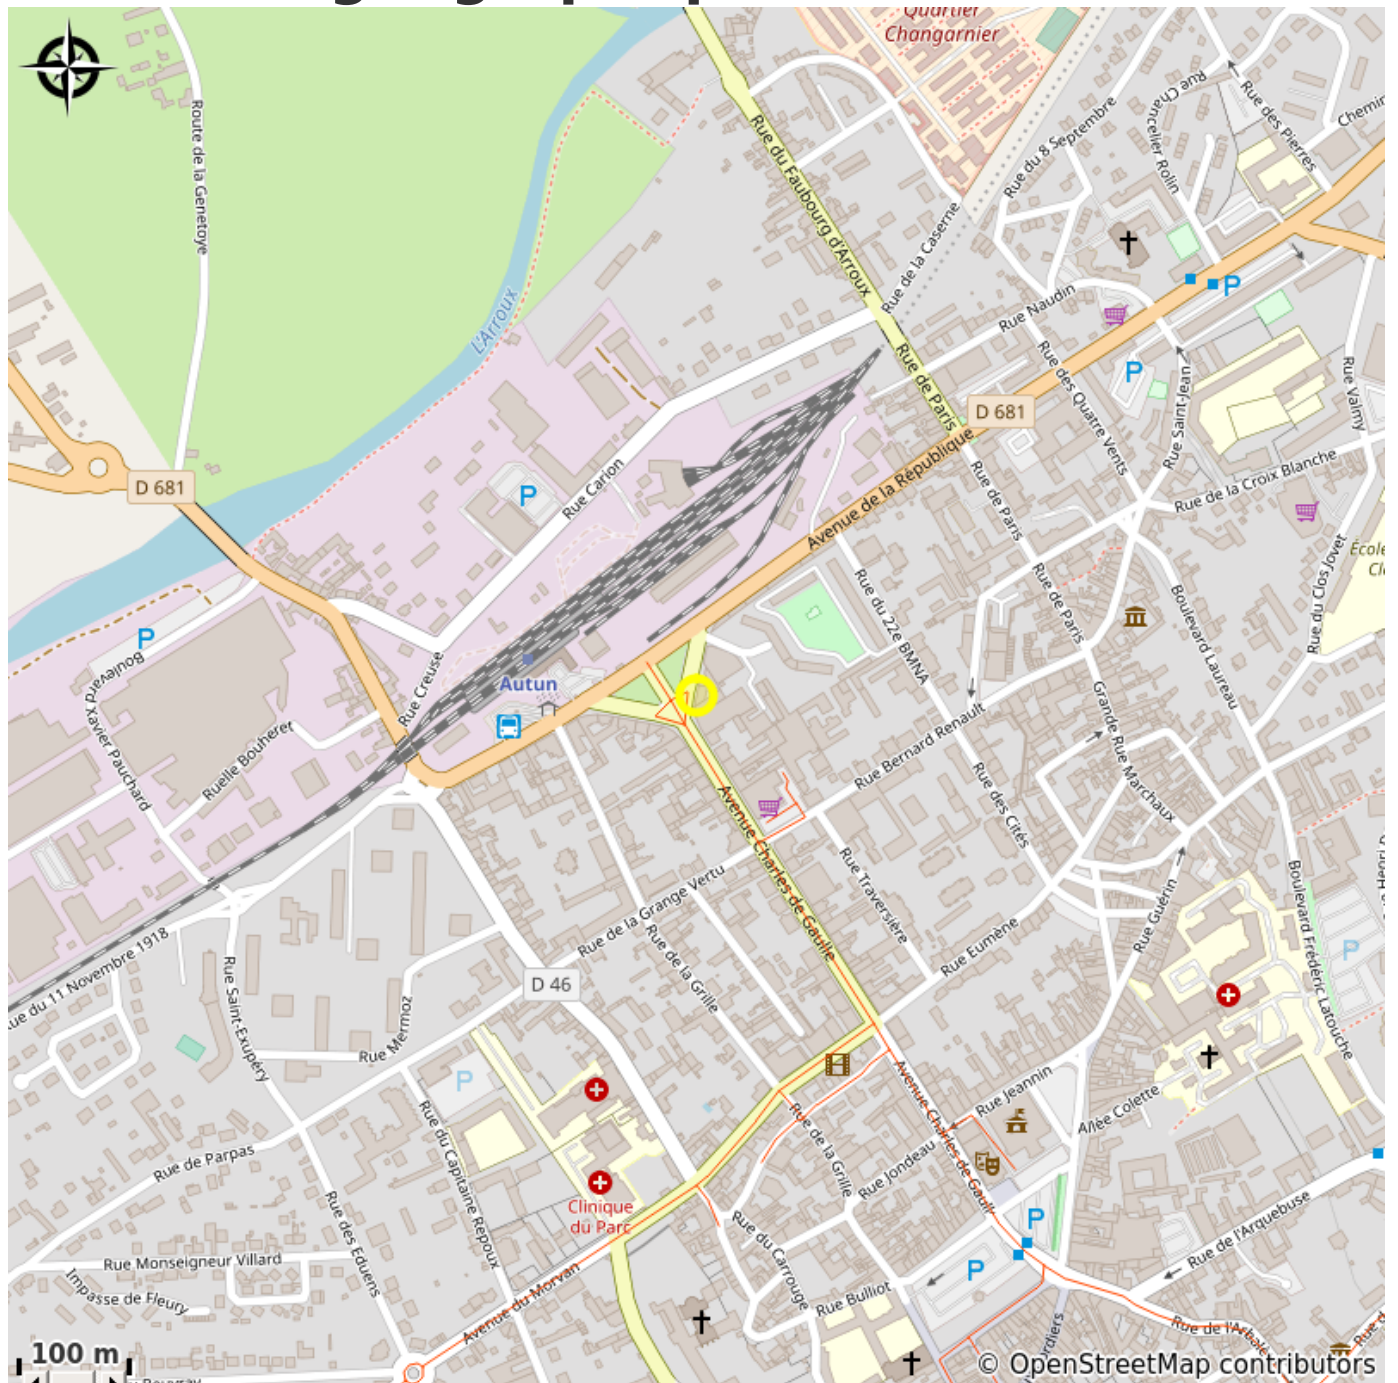 Quartier
Changarnier
Rue Chancelier Rolin
Rue des Pierres
Chemin
Route de la Genetoye
Rue du Faubourg d'Arroux
Rue du 8 Septembre
Rue de la Caserne
P
L'Arroux
Rue Naudin
Rue de Paris
Rue des Quatre Vents
P
Rue Saint-Jean
Rue Valmy
D 681
D 681
Avenue de la République
Rue de Paris
Rue de la Croix Blanche
P
Rue Carion
École
Rue du Clos Jovet
Rue du 22e BMNA
Rue de Paris
Boulevard Laureau
P
Boulevard Xavier Pauchard
Rue Creuse
Autun
Grande Rue Marchaux
Rue Bernard Renault
Ruelle Bouheret
Avenue Charles de Gaulle
Rue des Cités
Rue Traversière
Rue de la Grange Vertu
Rue Guérin
Boulevard Frédéric Latouche
Rue de la Grille
Rue Eumène
P
D 46
Rue du 11 Novembre 1918
Rue Saint-Exupéry
Rue Mermoz
P
Avenue Charles de Gaulle
Rue Jeannin
Allée Colette
Rue du Capitaine Repoux
Rue de la Grille
Rue Jondeau
Rue de Parpas
Clinique
du Parc
Rue des Eduens
Rue du Carrouge
P
P
Rue de l'Arquebuse
Rue Monseigneur Villard
Impasse de Fleury
Rue Bulliot
Avenue du Morvan
100 m
© OpenStreetMap contributors